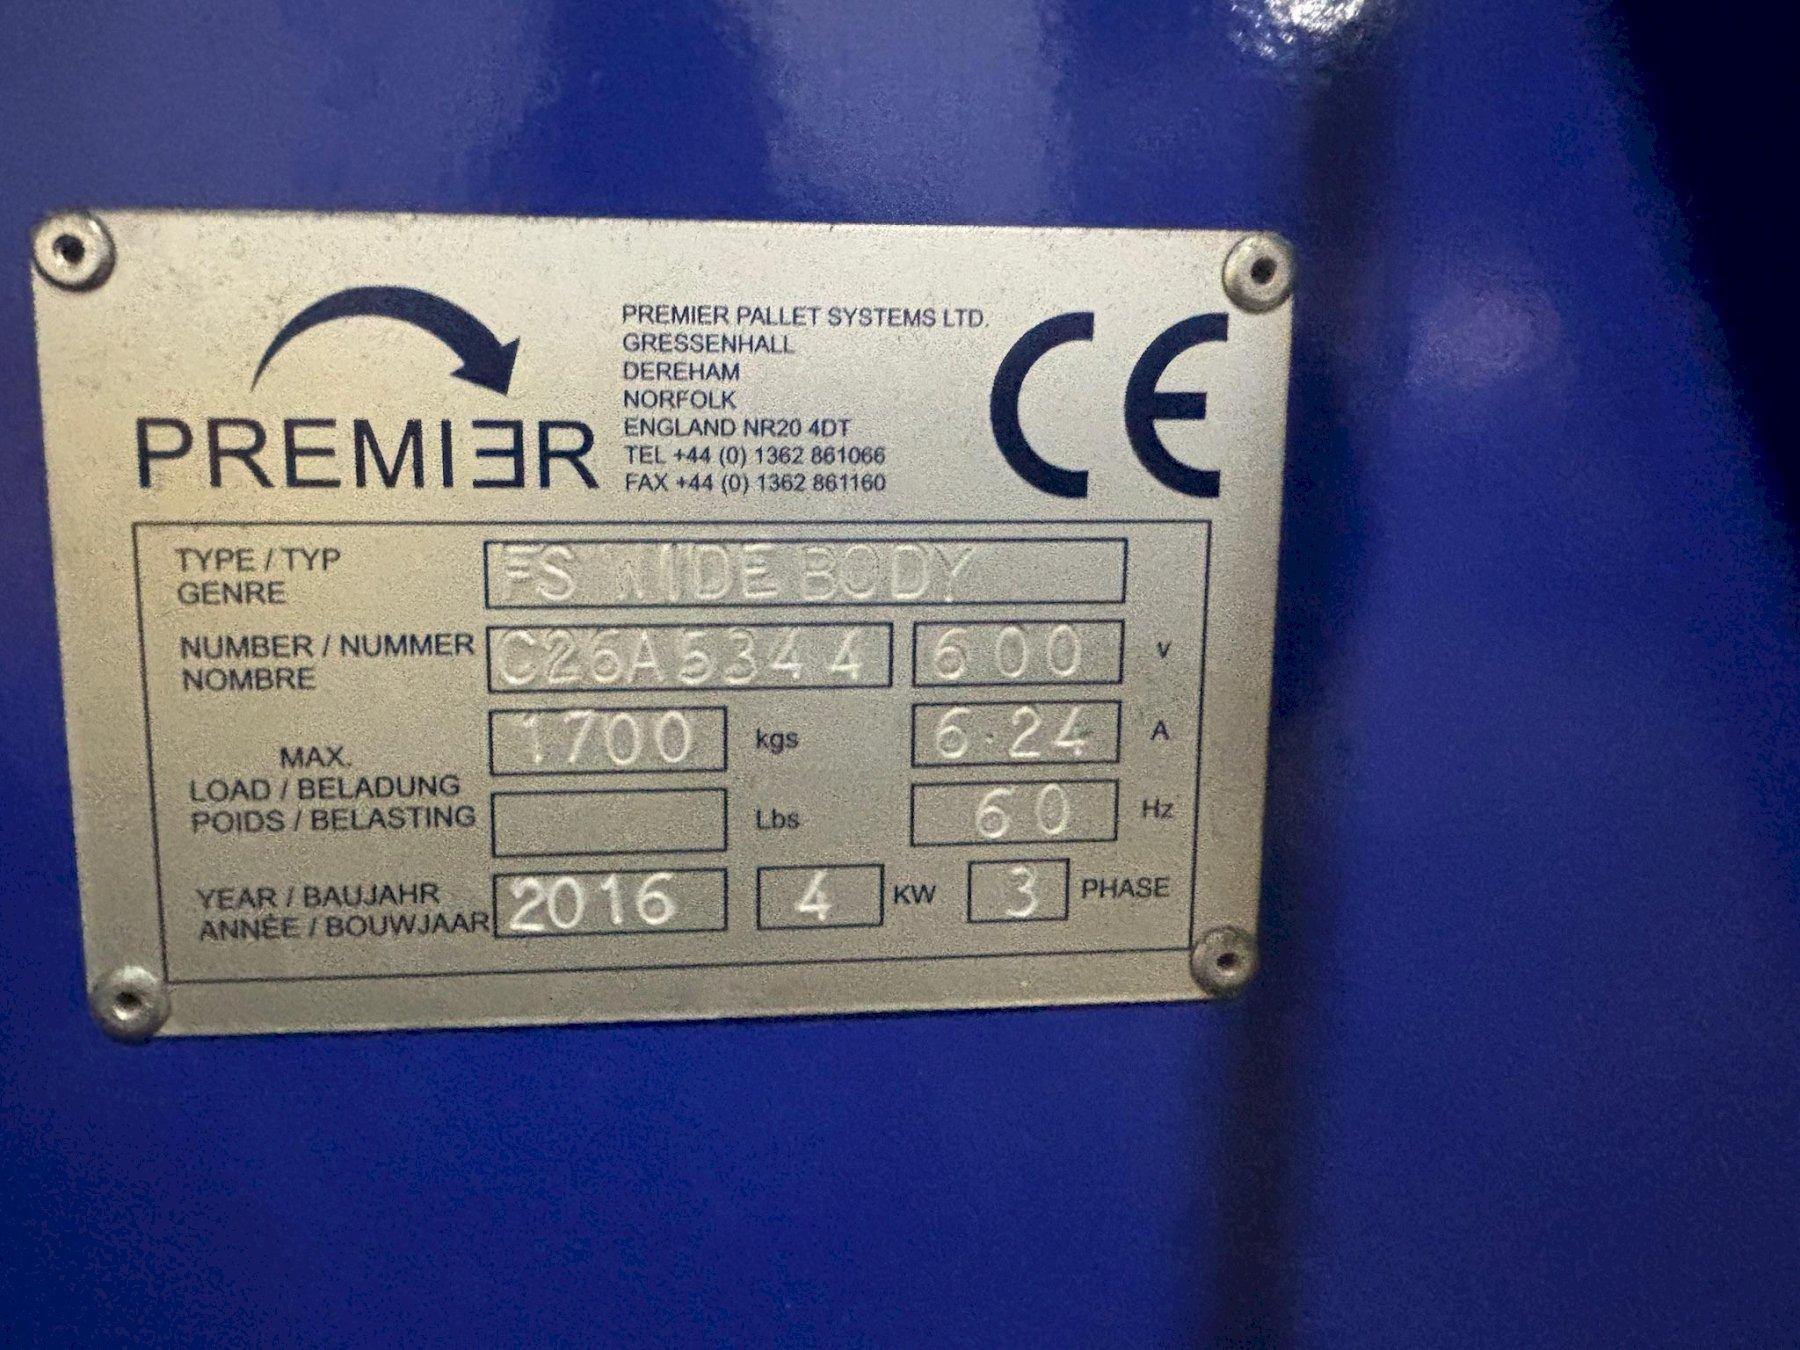 PREMIER
PREMIER PALLET SYSTEMS LTD.
GRESSENHALL
DEREHAM
NORFOLK
ENGLAND NR20 4DT
TEL +44 (0) 1362 861066
FAX +44 (0) 1362 861160
CE
TYPE / TYP
GENRE
FS WIDE BODY
NUMBER / NUMMER
NOMBRE
C26A5344
600 V
MAX.
LOAD / BELADUNG
POIDS / BELASTING
1700 kgs
6.24 A
Lbs
60 Hz
YEAR / BAUJAHR
ANNÉE / BOUWJAAR
2016
4 KW
3 PHASE